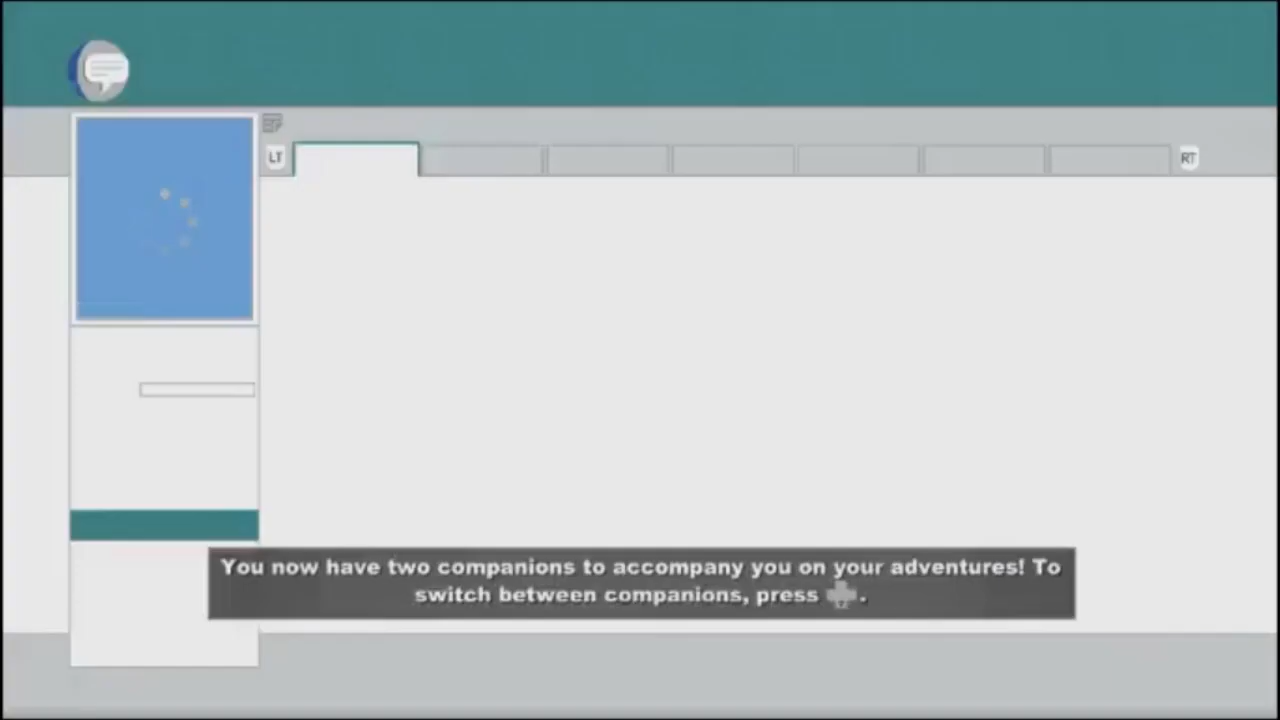 LT
RT
You now have two companions to accompany you on your adventures! To
switch between companions, press .